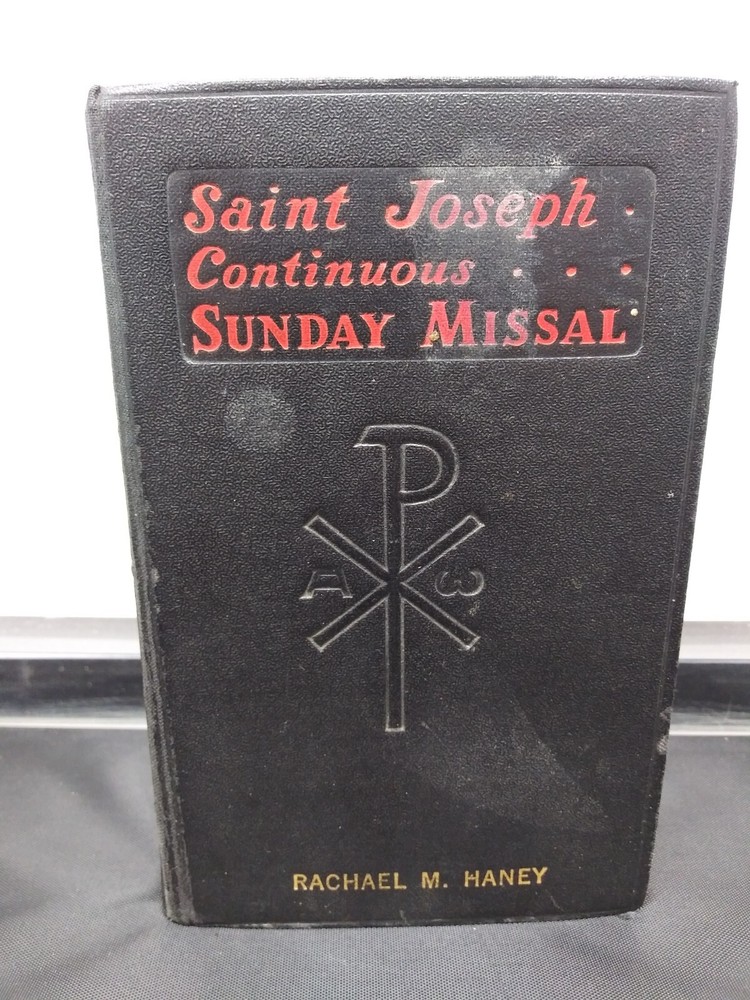 Saint Joseph .
Continuous . . .
SUNDAY MISSAL
A ω
RACHAEL M. HANEY